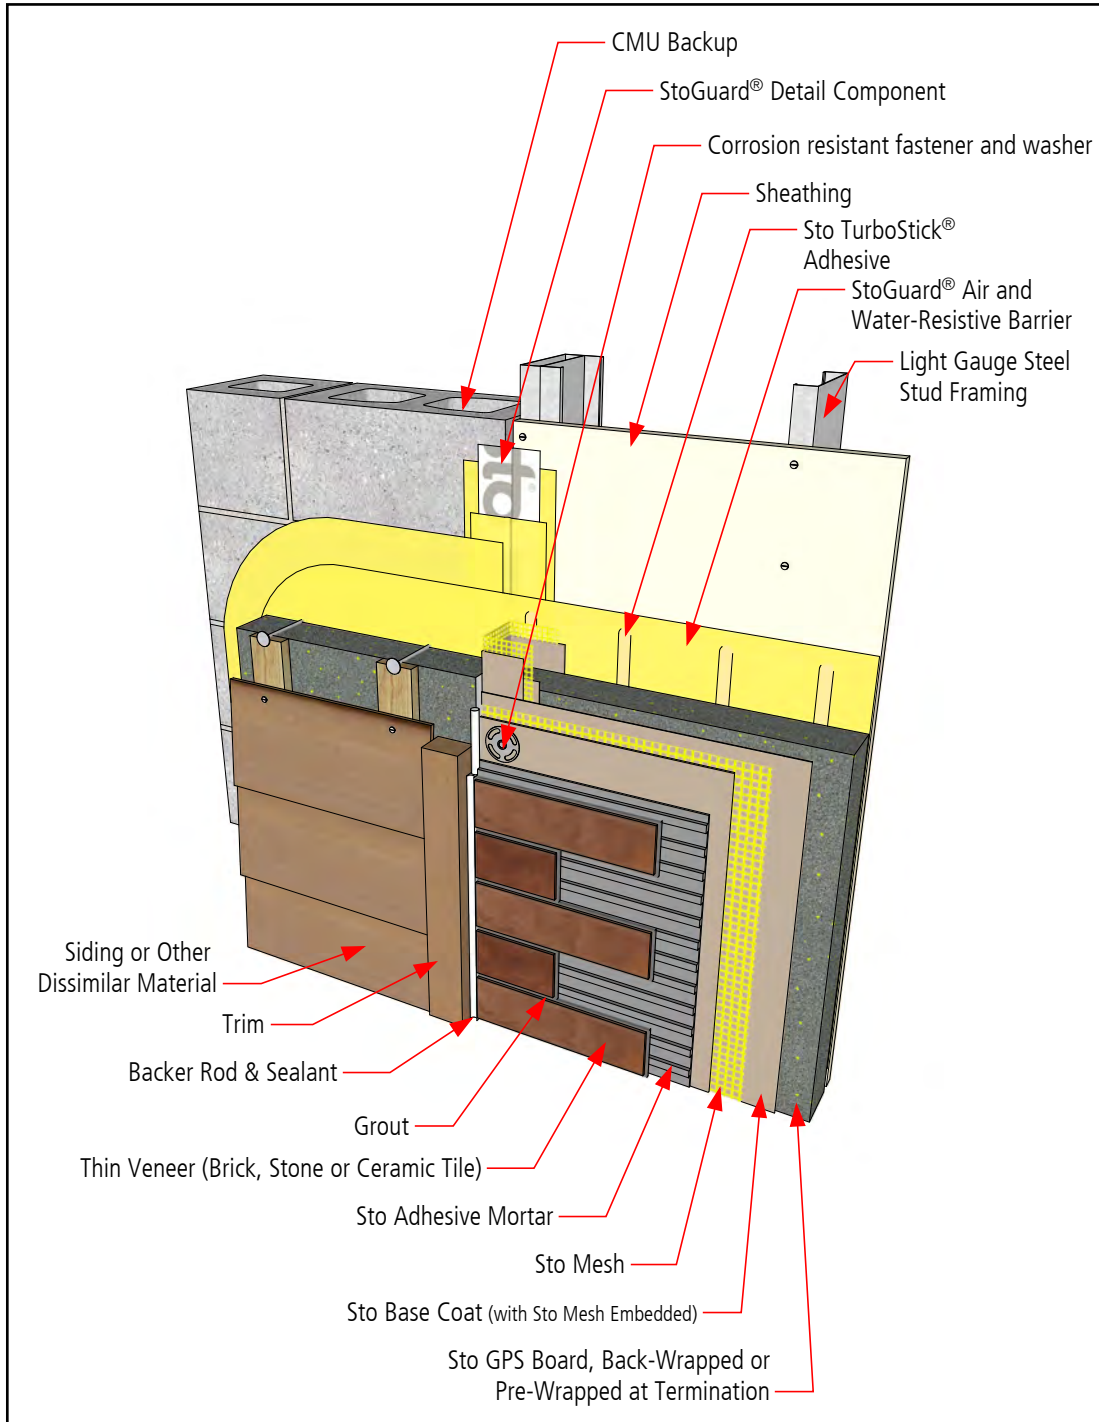 CMU Backup
StoGuard® Detail Component
Corrosion resistant fastener and washer
Sheathing
Sto TurboStick®
Adhesive
StoGuard® Air and
Water-Resistive Barrier
Light Gauge Steel
Stud Framing
Siding or Other
Dissimilar Material
Trim
Backer Rod & Sealant
Grout
Thin Veneer (Brick, Stone or Ceramic Tile)
Sto Adhesive Mortar
Sto Mesh
Sto Base Coat (with Sto Mesh Embedded)
Sto GPS Board, Back-Wrapped or
Pre-Wrapped at Termination